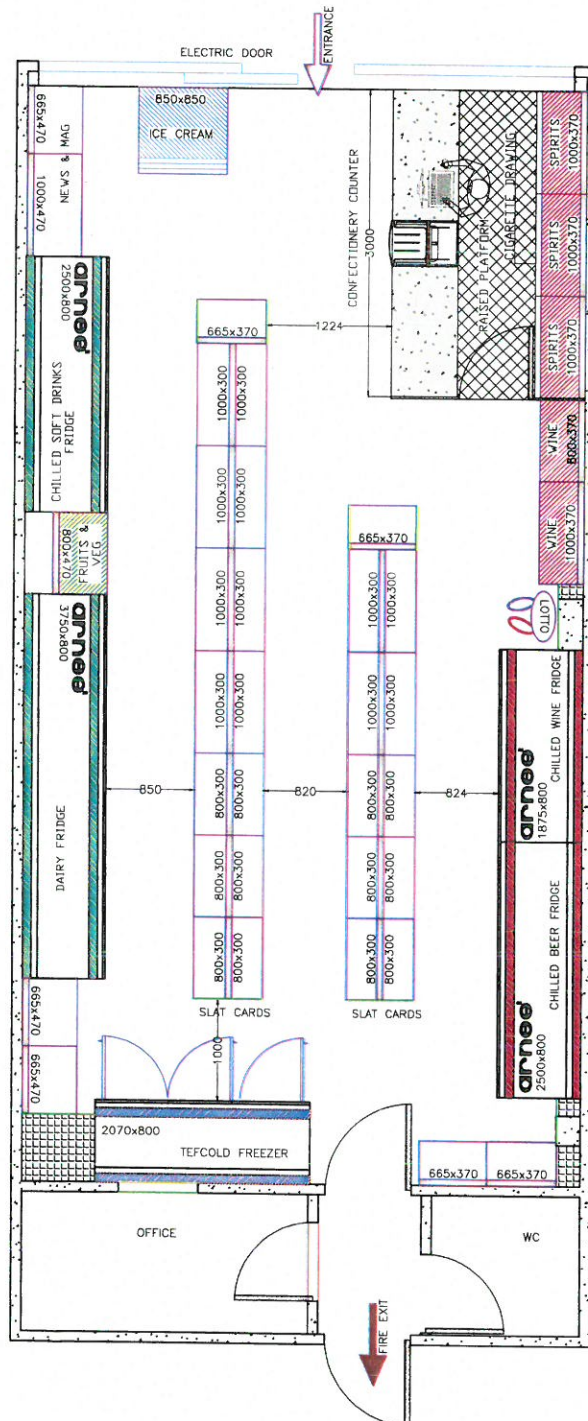 ELECTRIC DOOR
ENTRANCE
665x470
1000x470
NEWS & MAG
850x850
ICE CREAM
CONFECTIONERY COUNTER
3000
RAISED PLATFORM
CIGARETTE DRAWING
SPIRITS
1000x370
SPIRITS
1000x370
SPIRITS
1000x370
WINE
800x370
WINE
1000x370
arneg
2500x800
CHILLED SOFT DRINKS
FRIDGE
FRUITS &
VEG
800x470
arneg
3750x800
DAIRY FRIDGE
665x370
1224
1000x300
1000x300
1000x300
1000x300
1000x300
1000x300
1000x300
1000x300
800x300
800x300
800x300
800x300
800x300
800x300
SLAT CARDS
665x370
1000x300
1000x300
1000x300
1000x300
800x300
800x300
800x300
800x300
800x300
800x300
SLAT CARDS
850
820
824
LOTTO
arneg
1875x800
CHILLED WINE FRIDGE
arneg
2500x800
CHILLED BEER FRIDGE
665x470
665x470
1000
2070x800
TEFCOLD FREEZER
665x370
665x370
OFFICE
WC
FIRE EXIT